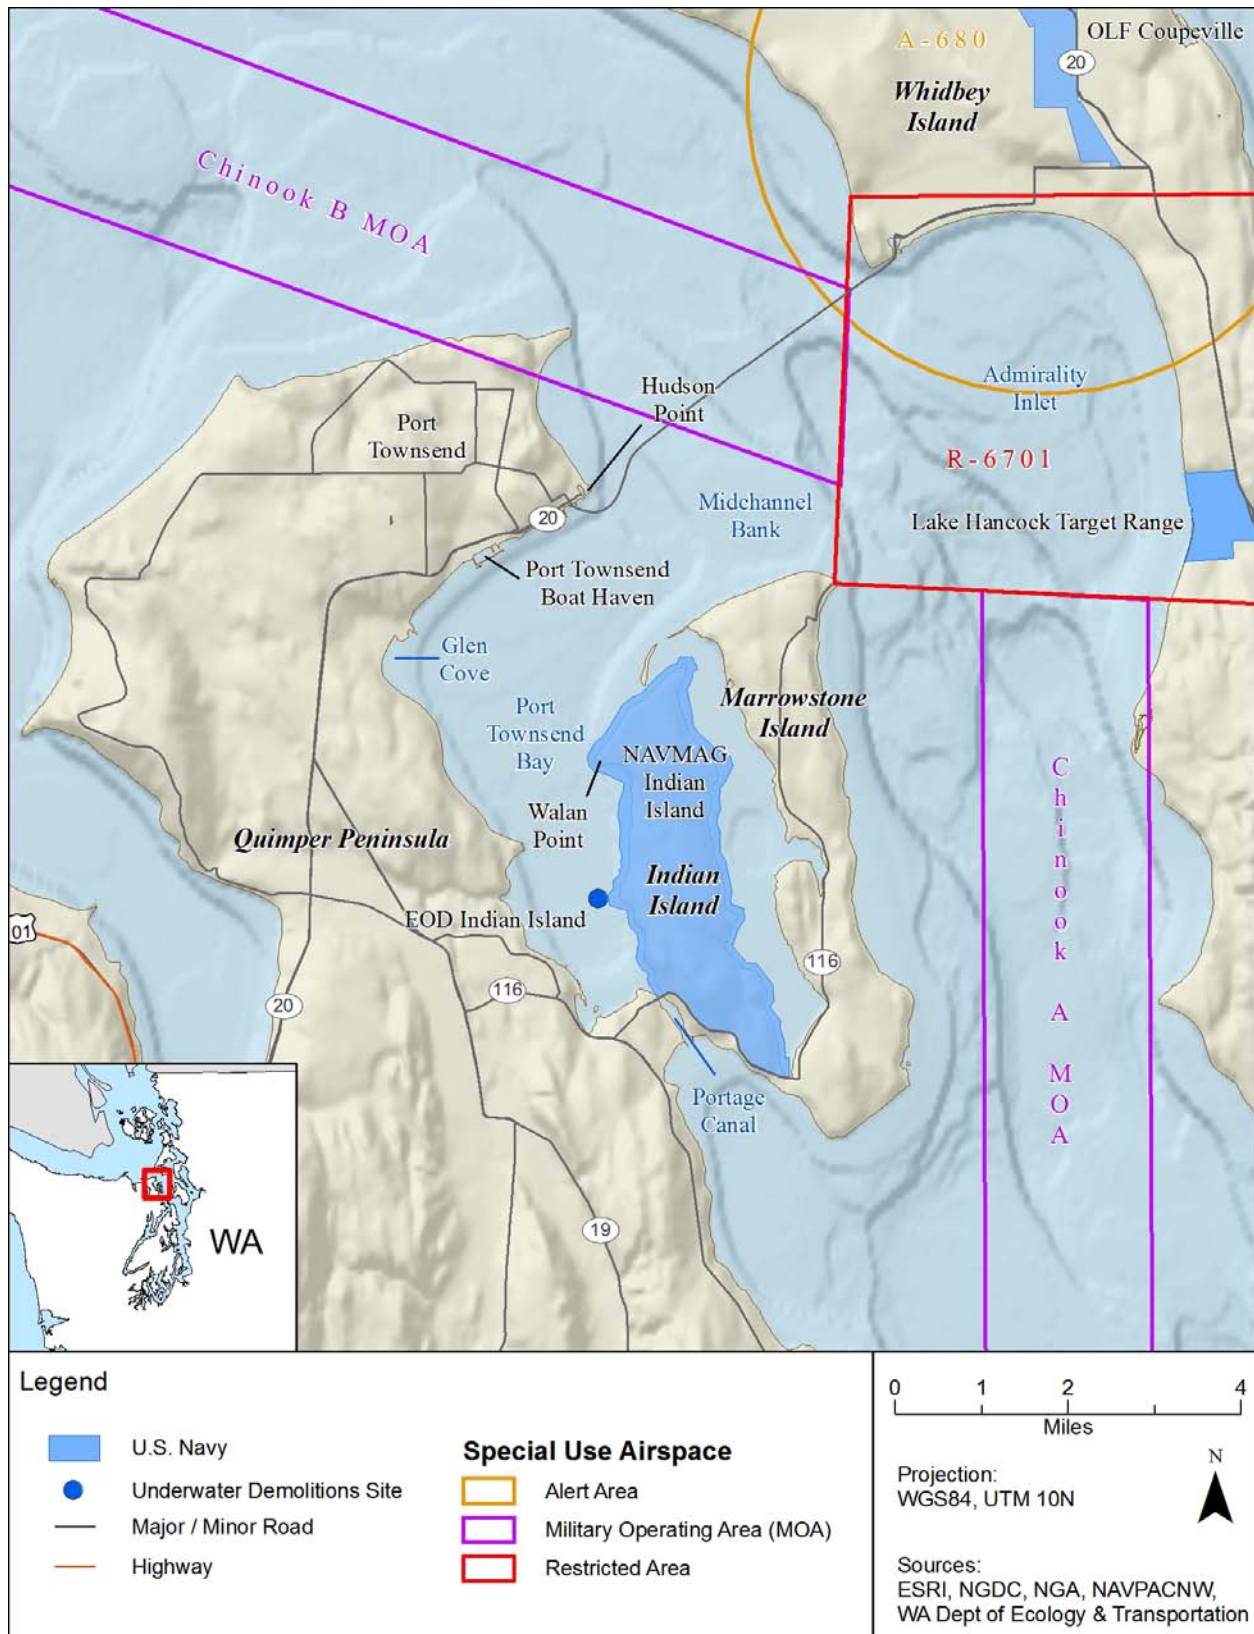 A-680
OLF Coupeville
20
Whidbey
Island
Chinook B MOA
Hudson
Point
Admirality
Inlet
Port
Townsend
R-6701
20
Midchannel
Bank
Lake Hancock Target Range
Port Townsend
Boat Haven
Glen
Cove
Marrowstone
Island
Port
Townsend
Bay
NAVMAG
Indian
Island
Walan
Point
Quimper Peninsula
Indian
Island
EOD Indian Island
Chinook A MOA
01
116
116
20
Portage
Canal
19
WA
Legend
U.S. Navy
Underwater Demolitions Site
Major / Minor Road
Highway
Special Use Airspace
Alert Area
Military Operating Area (MOA)
Restricted Area
0 1 2 4
Miles
N
Projection:
WGS84, UTM 10N
Sources:
ESRI, NGDC, NGA, NAVPACNW,
WA Dept of Ecology & Transportation